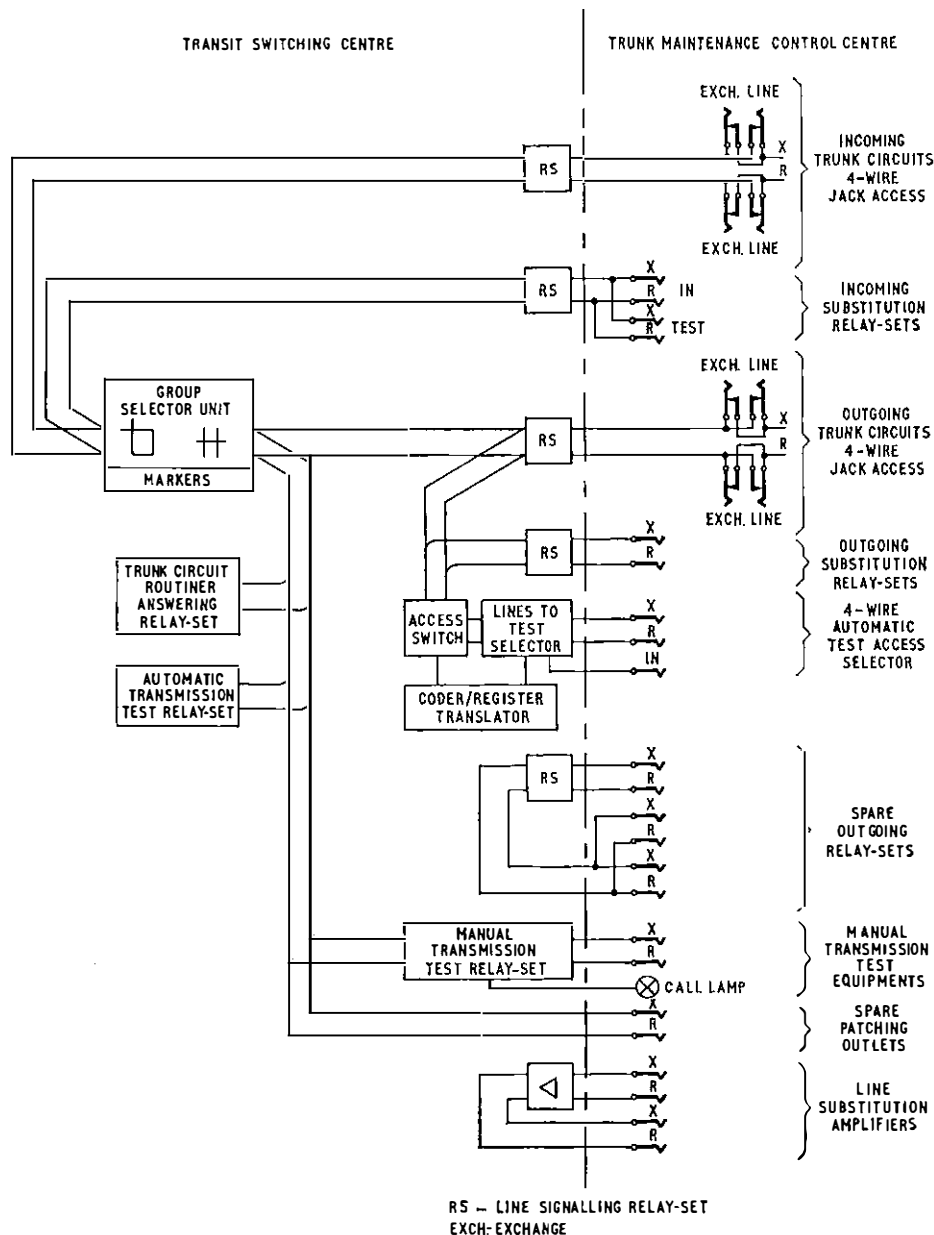 TRANSIT SWITCHING CENTRE
TRUNK MAINTENANCE CONTROL CENTRE
EXCH. LINE
X
R
EXCH. LINE
RS
INCOMING
TRUNK CIRCUITS
4-WIRE
JACK ACCESS
RS
X
R
IN
X
R
TEST
INCOMING
SUBSTITUTION
RELAY-SETS
GROUP
SELECTOR UNIT
MARKERS
RS
EXCH. LINE
X
R
EXCH. LINE
OUTGOING
TRUNK CIRCUITS
4-WIRE
JACK ACCESS
RS
X
R
OUTGOING
SUBSTITUTION
RELAY-SETS
TRUNK CIRCUIT
ROUTINER
ANSWERING
RELAY-SET
ACCESS
SWITCH
LINES TO
TEST
SELECTOR
X
R
IN
4-WIRE
AUTOMATIC
TEST ACCESS
SELECTOR
AUTOMATIC
TRANSMISSION
TEST RELAY-SET
CODER/REGISTER
TRANSLATOR
RS
X
R
X
R
X
R
SPARE
OUTGOING
RELAY-SETS
MANUAL
TRANSMISSION
TEST RELAY-SET
X
R
CALL LAMP
MANUAL
TRANSMISSION
TEST
EQUIPMENTS
X
R
SPARE
PATCHING
OUTLETS
X
R
X
R
LINE
SUBSTITUTION
AMPLIFIERS
RS – LINE SIGNALLING RELAY-SET
EXCH-EXCHANGE